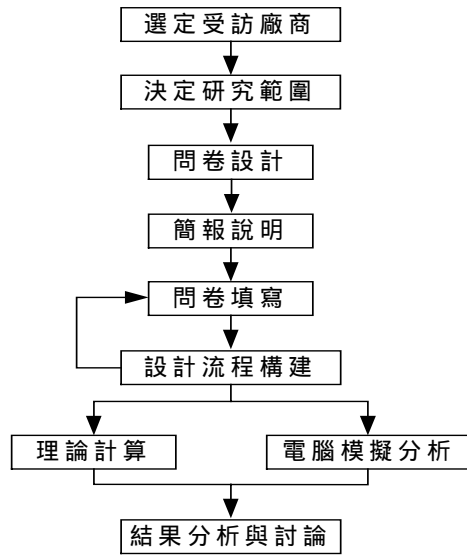 選定受訪廠商
決定研究範圍
問卷設計
簡報說明
問卷填寫
設計流程構建
理論計算
電腦模擬分析
結果分析與討論